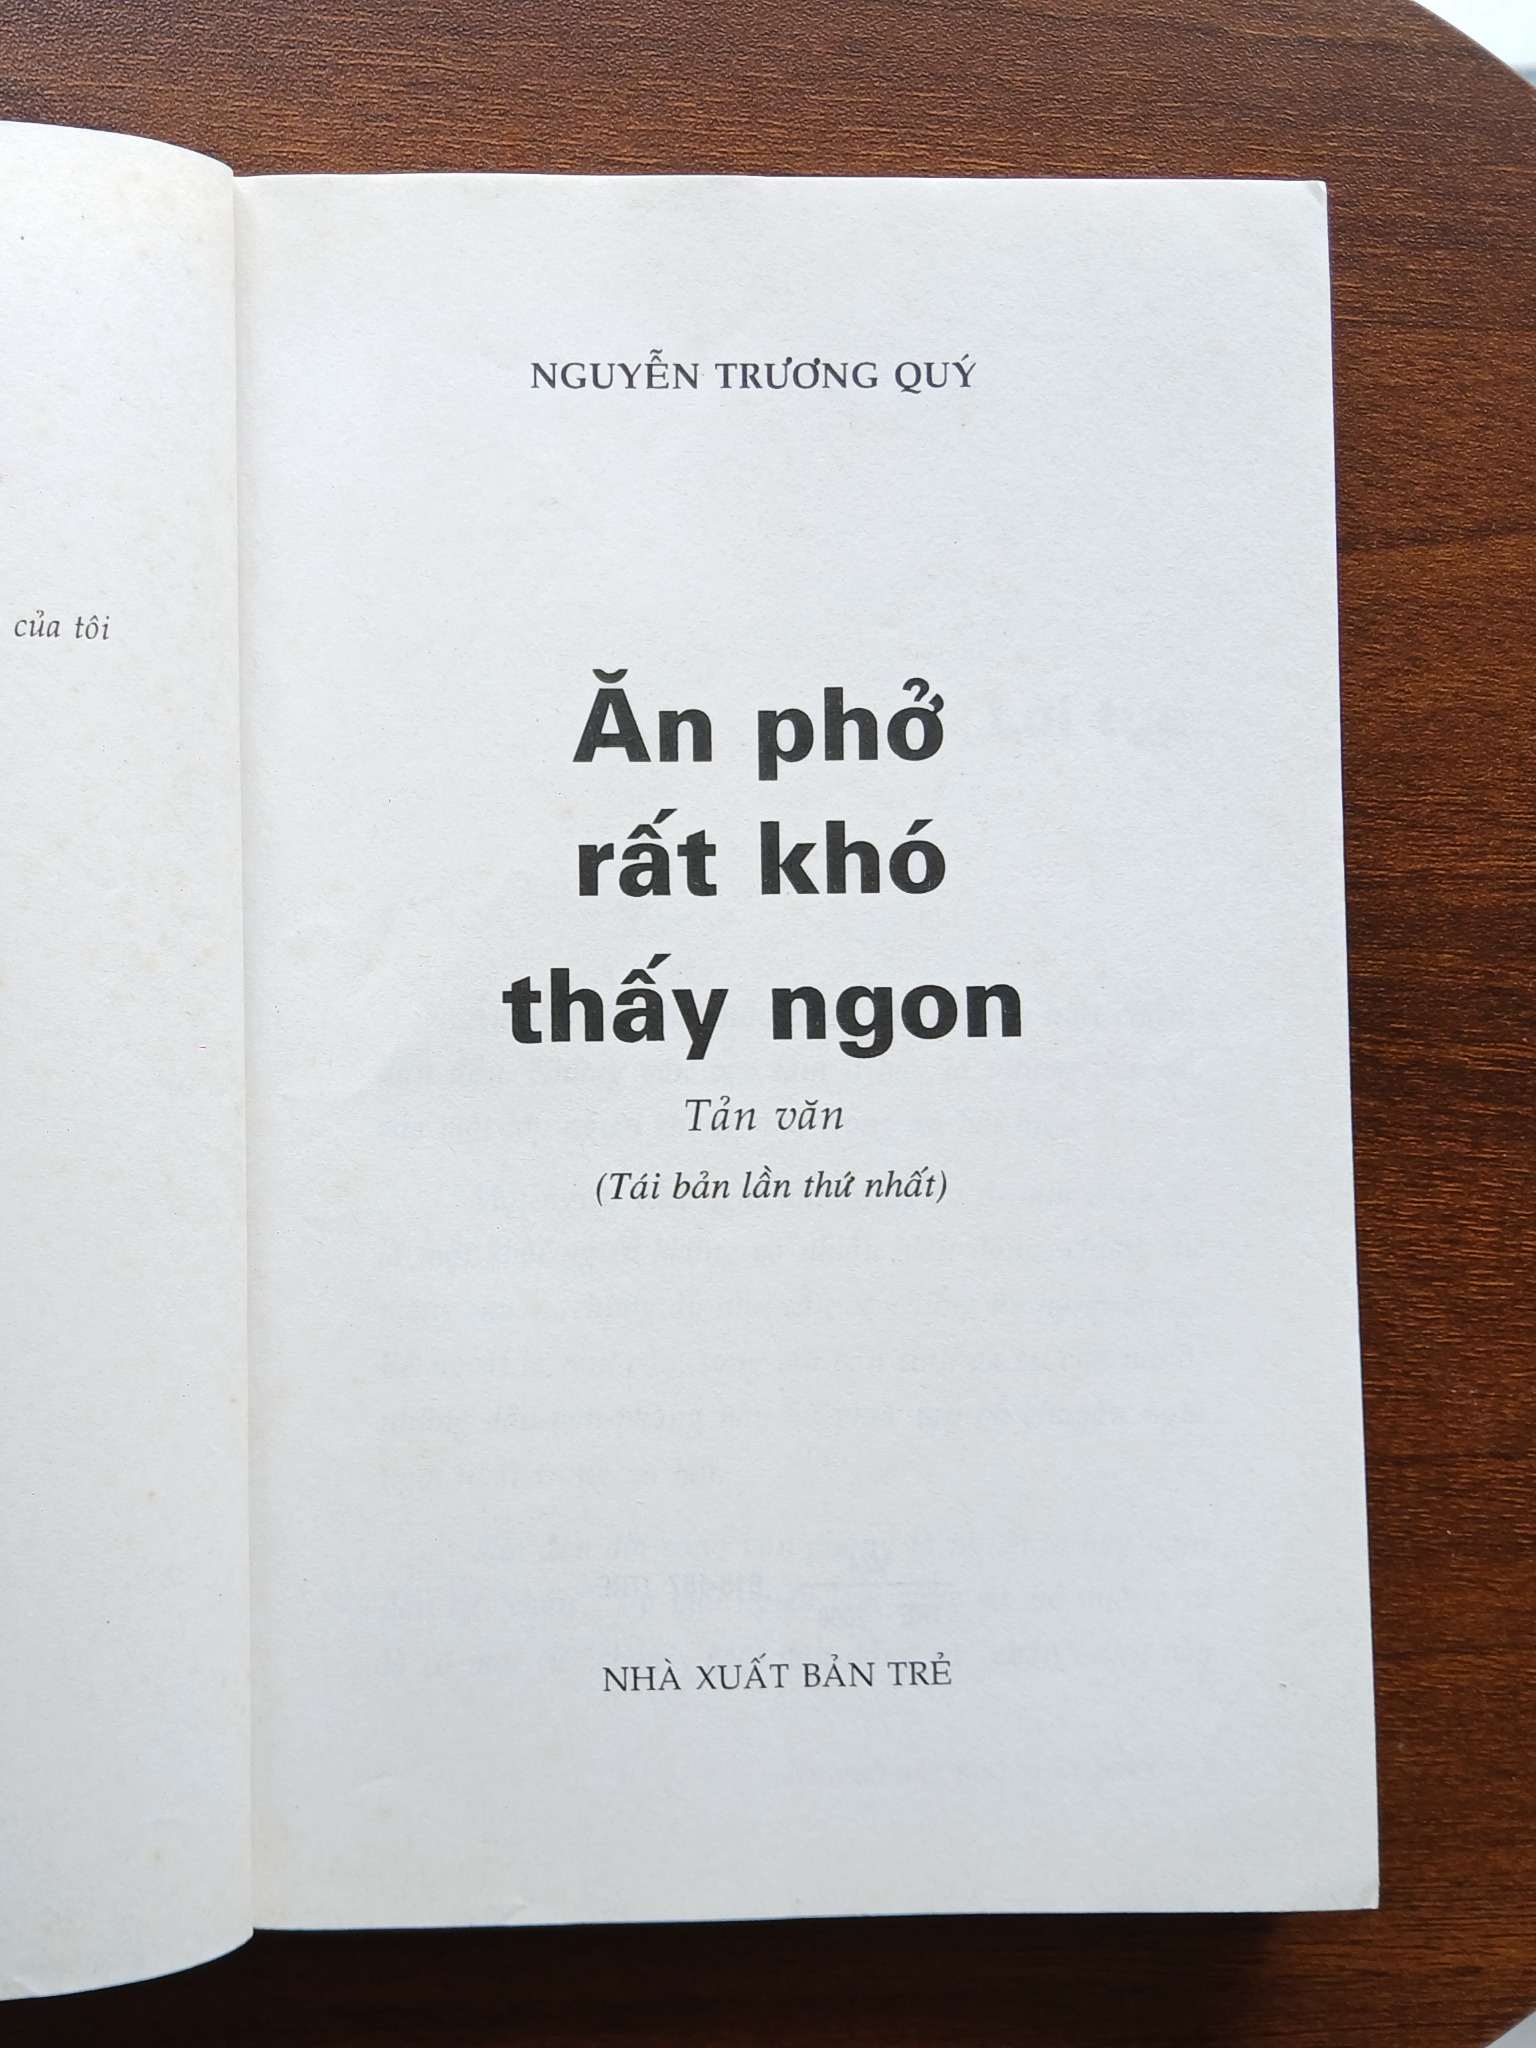 của tôi
NGUYỄN TRƯƠNG QUÝ
Ăn phở
rất khó
thấy ngon
Tản văn
(Tái bản lần thứ nhất)
NHÀ XUẤT BẢN TRẺ